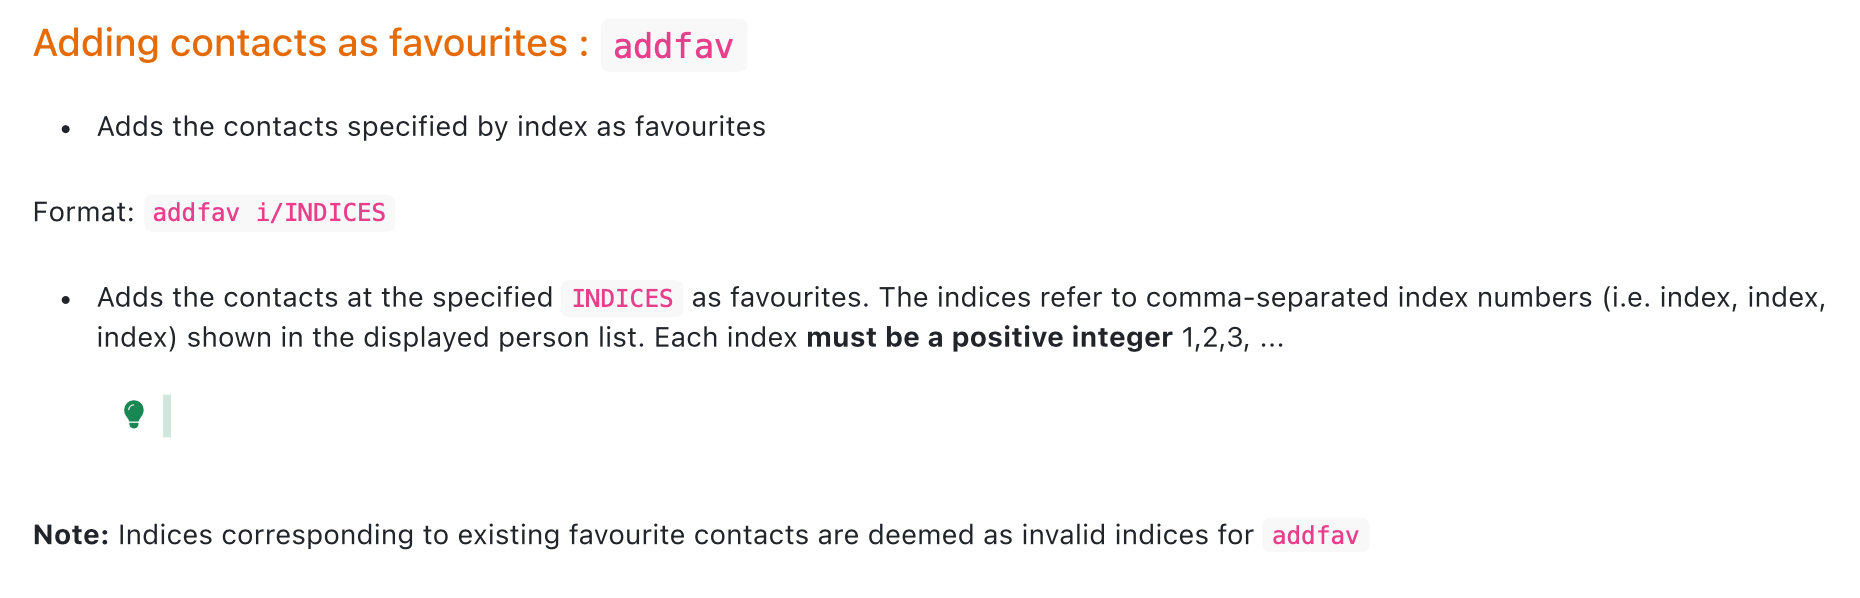 Adding contacts as favourites : addfav
Adds the contacts specified by index as favourites
Format: addfav i/INDICES
Adds the contacts at the specified INDICES as favourites. The indices refer to comma-separated index numbers (i.e. index, index,
index) shown in the displayed person list. Each index must be a positive integer 1,2,3, ...
Note: Indices corresponding to existing favourite contacts are deemed as invalid indices for addfav